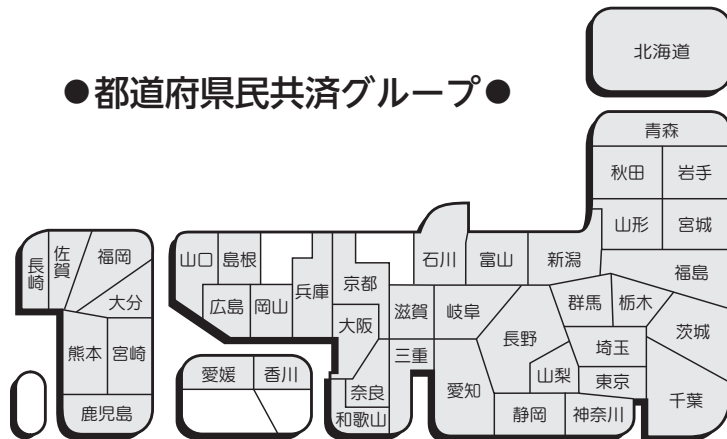 北海道
●都道府県民共済グループ●
青森
秋田
岩手
山形
宮城
福島
新潟
富山
石川
群馬
栃木
茨城
長野
埼玉
山梨
東京
千葉
静岡
神奈川
岐阜
愛知
滋賀
三重
京都
大阪
奈良
和歌山
兵庫
島根
山口
岡山
広島
愛媛
香川
福岡
佐賀
長崎
大分
熊本
宮崎
鹿児島